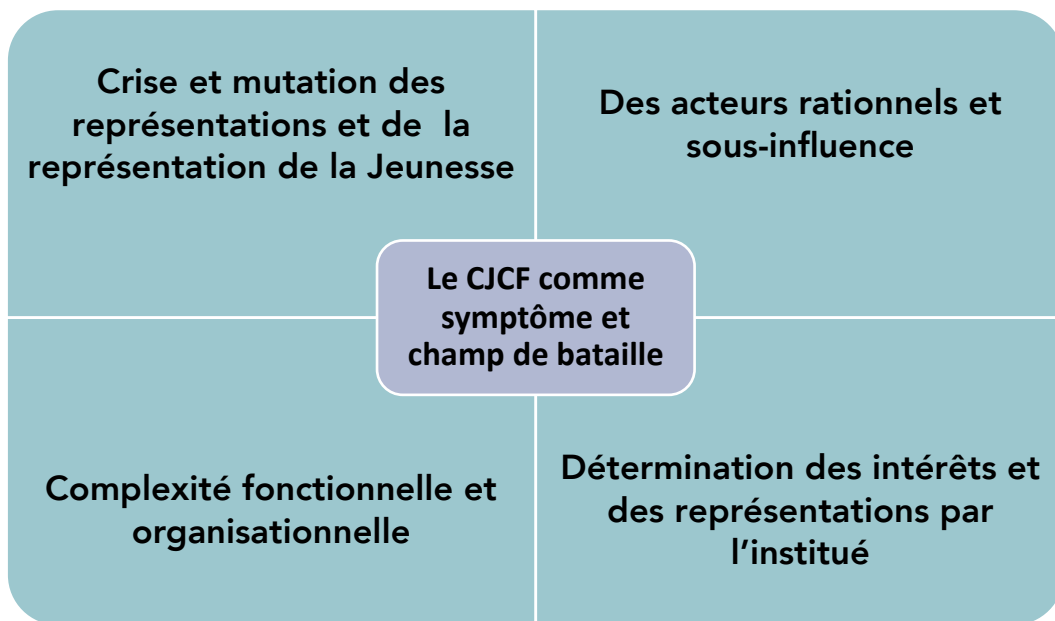 Crise et mutation des
représentations et de la
représentation de la Jeunesse
Des acteurs rationnels et
sous-influence
Le CJCF comme
symptôme et
champ de bataille
Complexité fonctionnelle et
organisationnelle
Détermination des intérêts et
des représentations par
l’institué